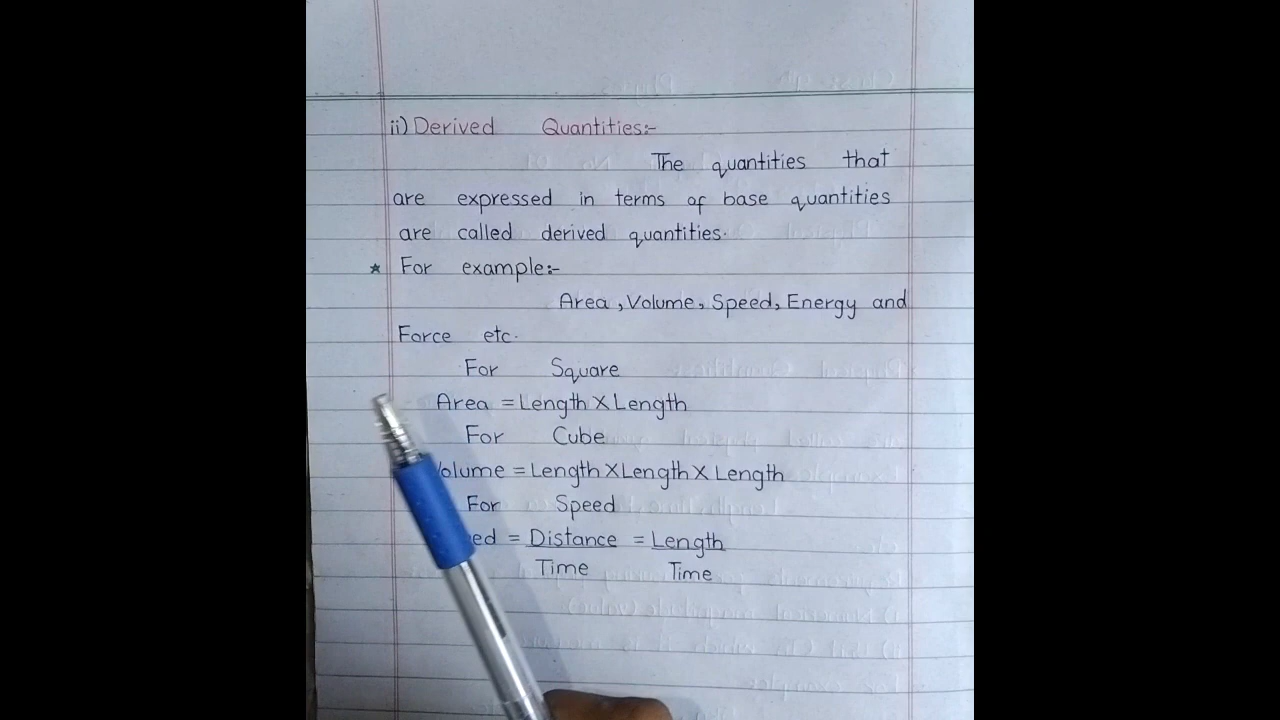 ii) Derived Quantities:-
The quantities that
are expressed in terms of base quantities
are called derived quantities.
★ For example:-
Area, Volume, Speed, Energy and
Force etc.
For Square
Area = Length X Length
For Cube
Volume = Length X Length X Length
For Speed
= Distance = Length
Time Time